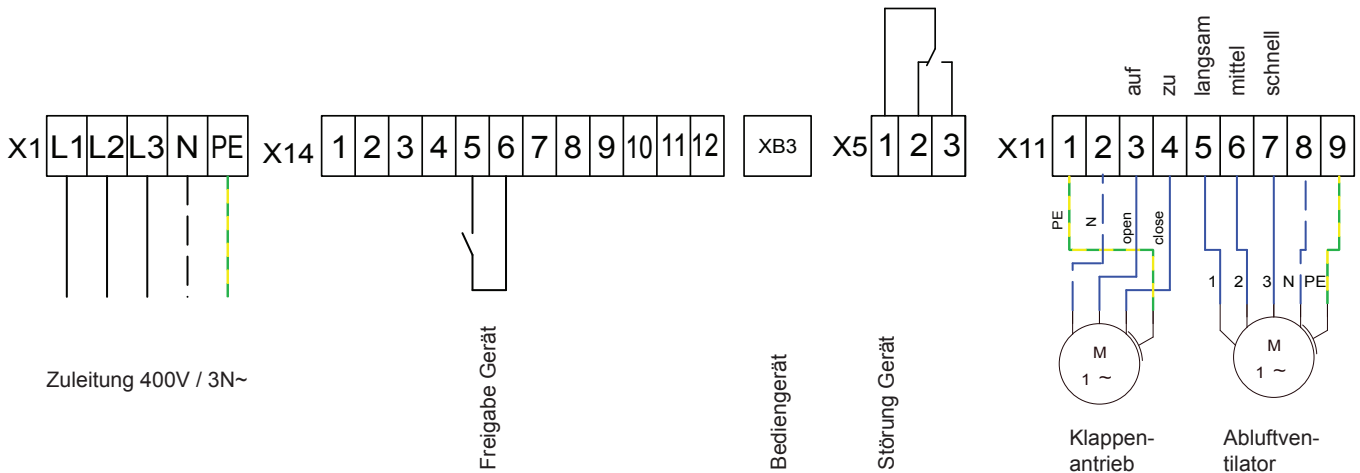 auf
zu
langsam
mittel
schnell
X1 L1 L2 L3 N PE
X14 1 2 3 4 5 6 7 8 9 10 11 12
XB3
X5 1 2 3
X11 1 2 3 4 5 6 7 8 9
PE
N
open
close
1 2 3 N PE
M
1 ~
M
1 ~
Zuleitung 400V / 3N~
Freigabe Gerät
Bediengerät
Störung Gerät
Klappen-
antrieb
Abluftven-
tilator